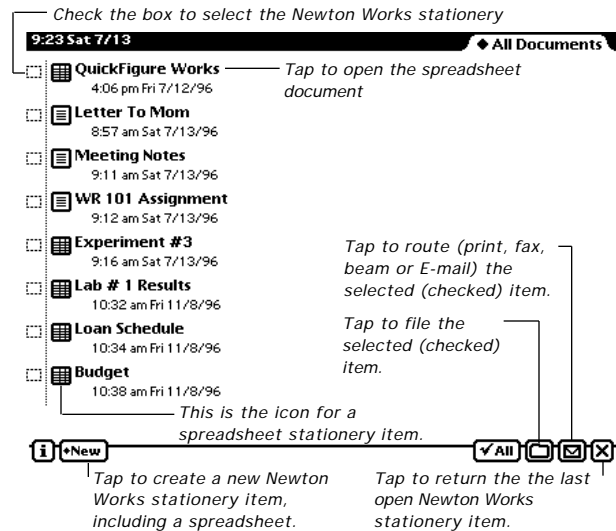 Check the box to select the Newton Works stationery
9:23 Sat 7/13
◆ All Documents
QuickFigure Works
4:06 pm Fri 7/12/96
Tap to open the spreadsheet
document
Letter To Mom
8:57 am Sat 7/13/96
Meeting Notes
9:11 am Sat 7/13/96
WR 101 Assignment
9:12 am Sat 7/13/96
Experiment #3
9:16 am Sat 7/13/96
Tap to route (print, fax,
beam or E-mail) the
selected (checked) item.
Lab # 1 Results
10:32 am Fri 11/8/96
Tap to file the
selected (checked)
item.
Loan Schedule
10:34 am Fri 11/8/96
Budget
10:38 am Fri 11/8/96
This is the icon for a
spreadsheet stationery item.
i
◆New
✓All
X
Tap to create a new Newton
Works stationery item,
including a spreadsheet.
Tap to return the the last
open Newton Works
stationery item.